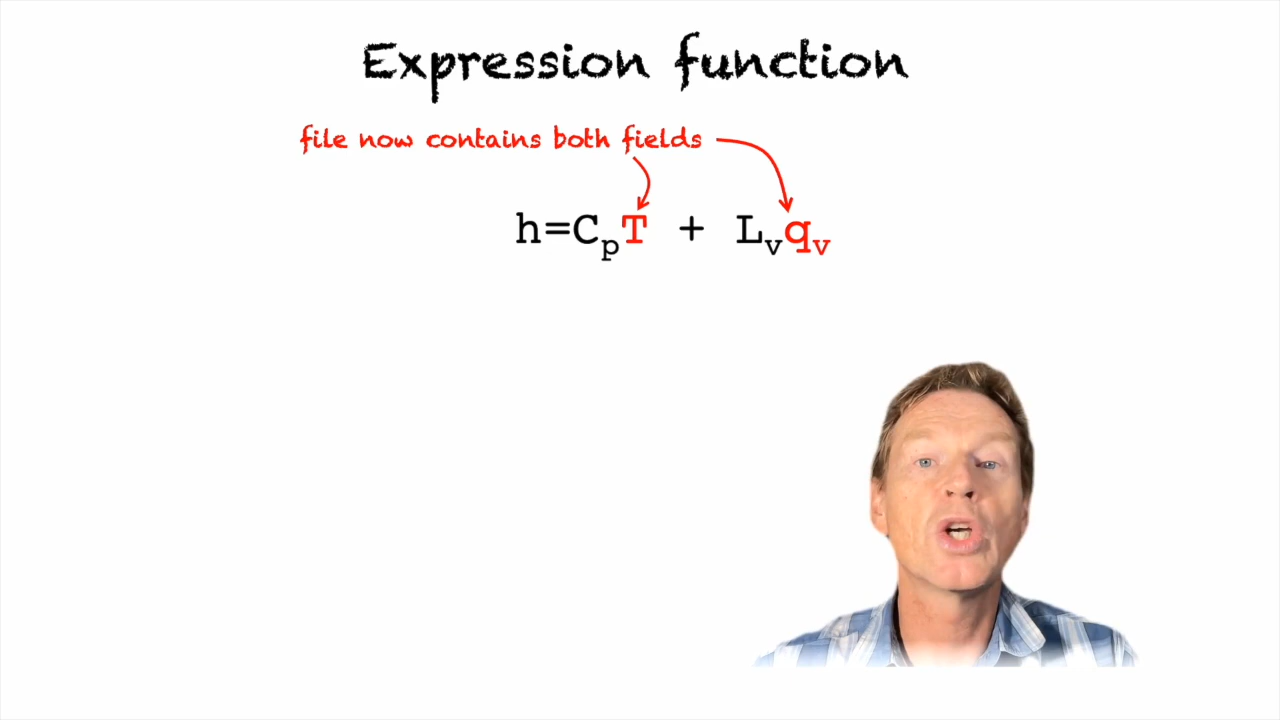 Expression function
file now contains both fields
h=CₚT + Lᵥqᵥ